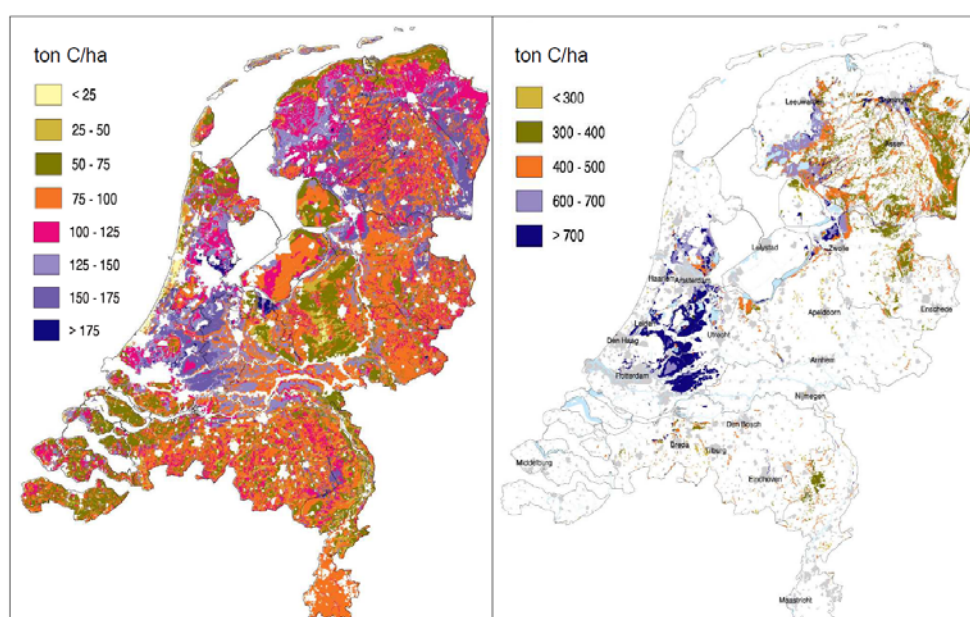 ton C/ha
< 25
25 - 50
50 - 75
75 - 100
100 - 125
125 - 150
150 - 175
> 175
ton C/ha
< 300
300 - 400
400 - 500
600 - 700
> 700
Leeuwarden
Groningen
Assen
Zwolle
Lelystad
Haarlem
Amsterdam
Enschede
Apeldoorn
Leiden
Utrecht
Den Haag
Arnhem
Rotterdam
Nijmegen
Den Bosch
Breda
Tilburg
Middelburg
Eindhoven
Maastricht